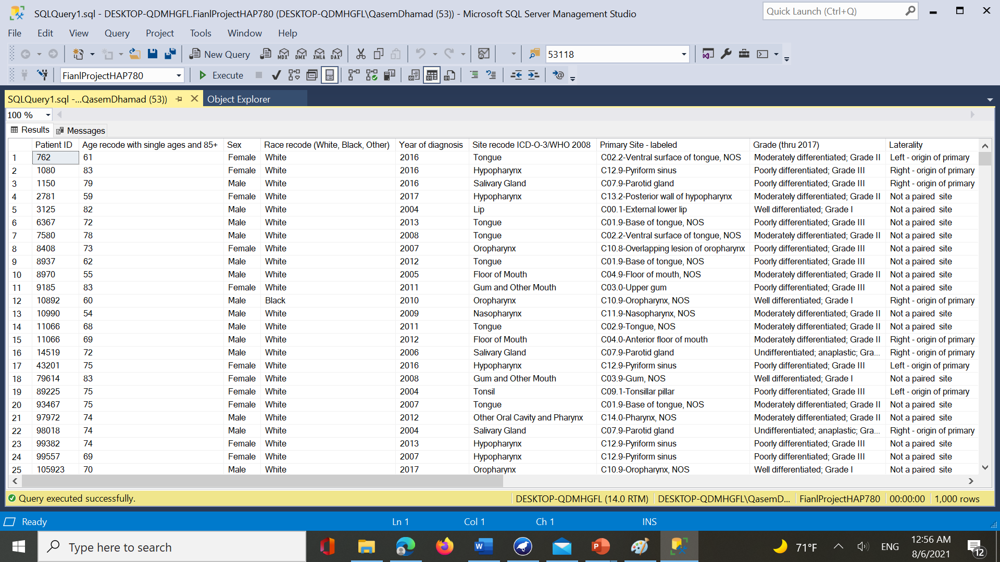 SQLQuery1.sql - DESKTOP-QDMHGFL.FianlProjectHAP780 (DESKTOP-QDMHGFL\QasemDhamad (53)) - Microsoft SQL Server Management Studio
Quick Launch (Ctrl+Q)
File Edit View Query Project Tools Window Help
New Query MDX DMX XMLA DAX 53118
FianlProjectHAP780 Execute
SQLQuery1.sql -...QasemDhamad (53)) Object Explorer
100 %
Results Messages
Patient ID Age recode with single ages and 85+ Sex Race recode (White, Black, Other) Year of diagnosis Site recode ICD-O-3/WHO 2008 Primary Site - labeled Grade (thru 2017) Laterality
1 762 61 Female White 2016 Tongue C02.2-Ventral surface of tongue, NOS Moderately differentiated; Grade II Left - origin of primary
2 1080 83 Female White 2016 Hypopharynx C12.9-Pyriform sinus Poorly differentiated; Grade III Right - origin of primary
3 1150 79 Male White 2016 Salivary Gland C07.9-Parotid gland Poorly differentiated; Grade III Right - origin of primary
4 2781 59 Female White 2017 Hypopharynx C13.2-Posterior wall of hypopharynx Moderately differentiated; Grade II Not a paired  site
5 3125 82 Male White 2004 Lip C00.1-External lower lip Well differentiated; Grade I Not a paired  site
6 6367 72 Male White 2013 Tongue C01.9-Base of tongue, NOS Poorly differentiated; Grade III Not a paired  site
7 7580 78 Male White 2008 Tongue C02.2-Ventral surface of tongue, NOS Moderately differentiated; Grade II Not a paired  site
8 8408 73 Female White 2007 Oropharynx C10.8-Overlapping lesion of oropharynx Poorly differentiated; Grade III Not a paired  site
9 8937 62 Male White 2012 Tongue C01.9-Base of tongue, NOS Poorly differentiated; Grade III Not a paired  site
10 8970 55 Male White 2005 Floor of Mouth C04.9-Floor of mouth, NOS Moderately differentiated; Grade II Not a paired  site
11 9185 83 Female White 2011 Gum and Other Mouth C03.0-Upper gum Poorly differentiated; Grade III Not a paired  site
12 10892 60 Male Black 2010 Oropharynx C10.9-Oropharynx, NOS Well differentiated; Grade I Right - origin of primary
13 10990 54 Male White 2009 Nasopharynx C11.9-Nasopharynx, NOS Moderately differentiated; Grade II Not a paired  site
14 11066 68 Male White 2011 Tongue C02.9-Tongue, NOS Moderately differentiated; Grade II Not a paired  site
15 11066 69 Male White 2012 Floor of Mouth C04.0-Anterior floor of mouth Moderately differentiated; Grade II Right - origin of primary
16 14519 72 Male White 2006 Salivary Gland C07.9-Parotid gland Undifferentiated; anaplastic; Gra... Right - origin of primary
17 43201 75 Female White 2016 Hypopharynx C12.9-Pyriform sinus Poorly differentiated; Grade III Left - origin of primary
18 79614 83 Female White 2008 Gum and Other Mouth C03.9-Gum, NOS Well differentiated; Grade I Not a paired  site
19 89225 75 Female White 2004 Tonsil C09.1-Tonsillar pillar Poorly differentiated; Grade III Left - origin of primary
20 93467 75 Female White 2007 Tongue C01.9-Base of tongue, NOS Moderately differentiated; Grade II Not a paired  site
21 97972 74 Male White 2012 Other Oral Cavity and Pharynx C14.0-Pharynx, NOS Moderately differentiated; Grade II Not a paired  site
22 98018 74 Male White 2004 Salivary Gland C07.9-Parotid gland Undifferentiated; anaplastic; Gra... Right - origin of primary
23 99382 74 Female White 2013 Hypopharynx C12.9-Pyriform sinus Poorly differentiated; Grade III Not a paired  site
24 99557 69 Female White 2007 Hypopharynx C12.9-Pyriform sinus Poorly differentiated; Grade III Not a paired  site
25 105923 70 Male White 2017 Oropharynx C10.9-Oropharynx, NOS Well differentiated; Grade I Not a paired  site
Query executed successfully. DESKTOP-QDMHGFL (14.0 RTM) DESKTOP-QDMHGFL\QasemD... FianlProjectHAP780 00:00:00 1,000 rows
Ready Ln 1 Col 1 Ch 1 INS
Type here to search 71°F ENG 12:56 AM
8/6/2021 12